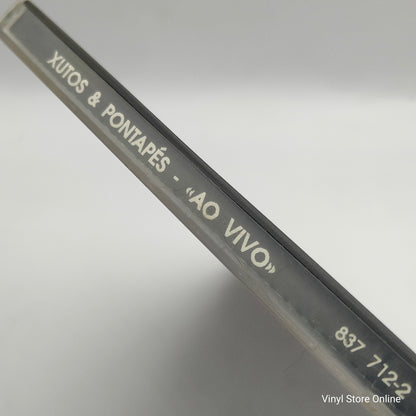 XUTOS & PONTAPÉS - «AO VIVO» 837 712-2
Vinyl Store Online